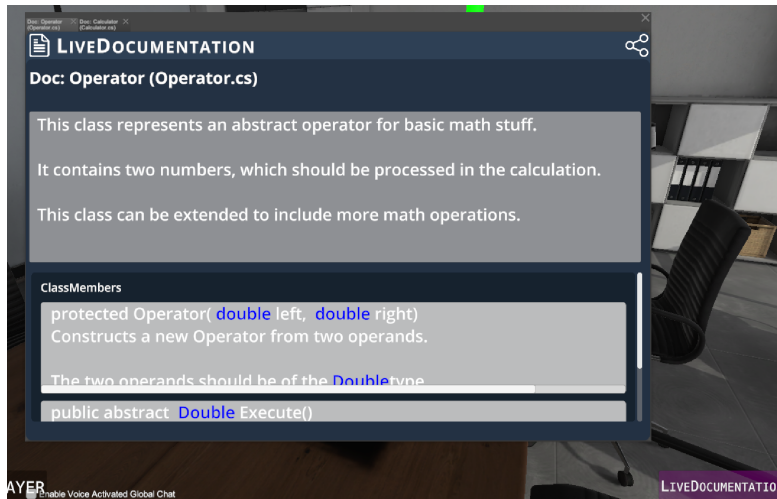 Doc: Operator
(Operator.cs)
Doc: Calculator
(Calculator.cs)
LIVEDOCUMENTATION
Doc: Operator (Operator.cs)
This class represents an abstract operator for basic math stuff.
It contains two numbers, which should be processed in the calculation.
This class can be extended to include more math operations.
ClassMembers
protected Operator( double left, double right)
Constructs a new Operator from two operands.
The two operands should be of the Doubletype
public abstract Double Execute()
AYER
Enable Voice Activated Global Chat
LIVEDOCUMENTATIO